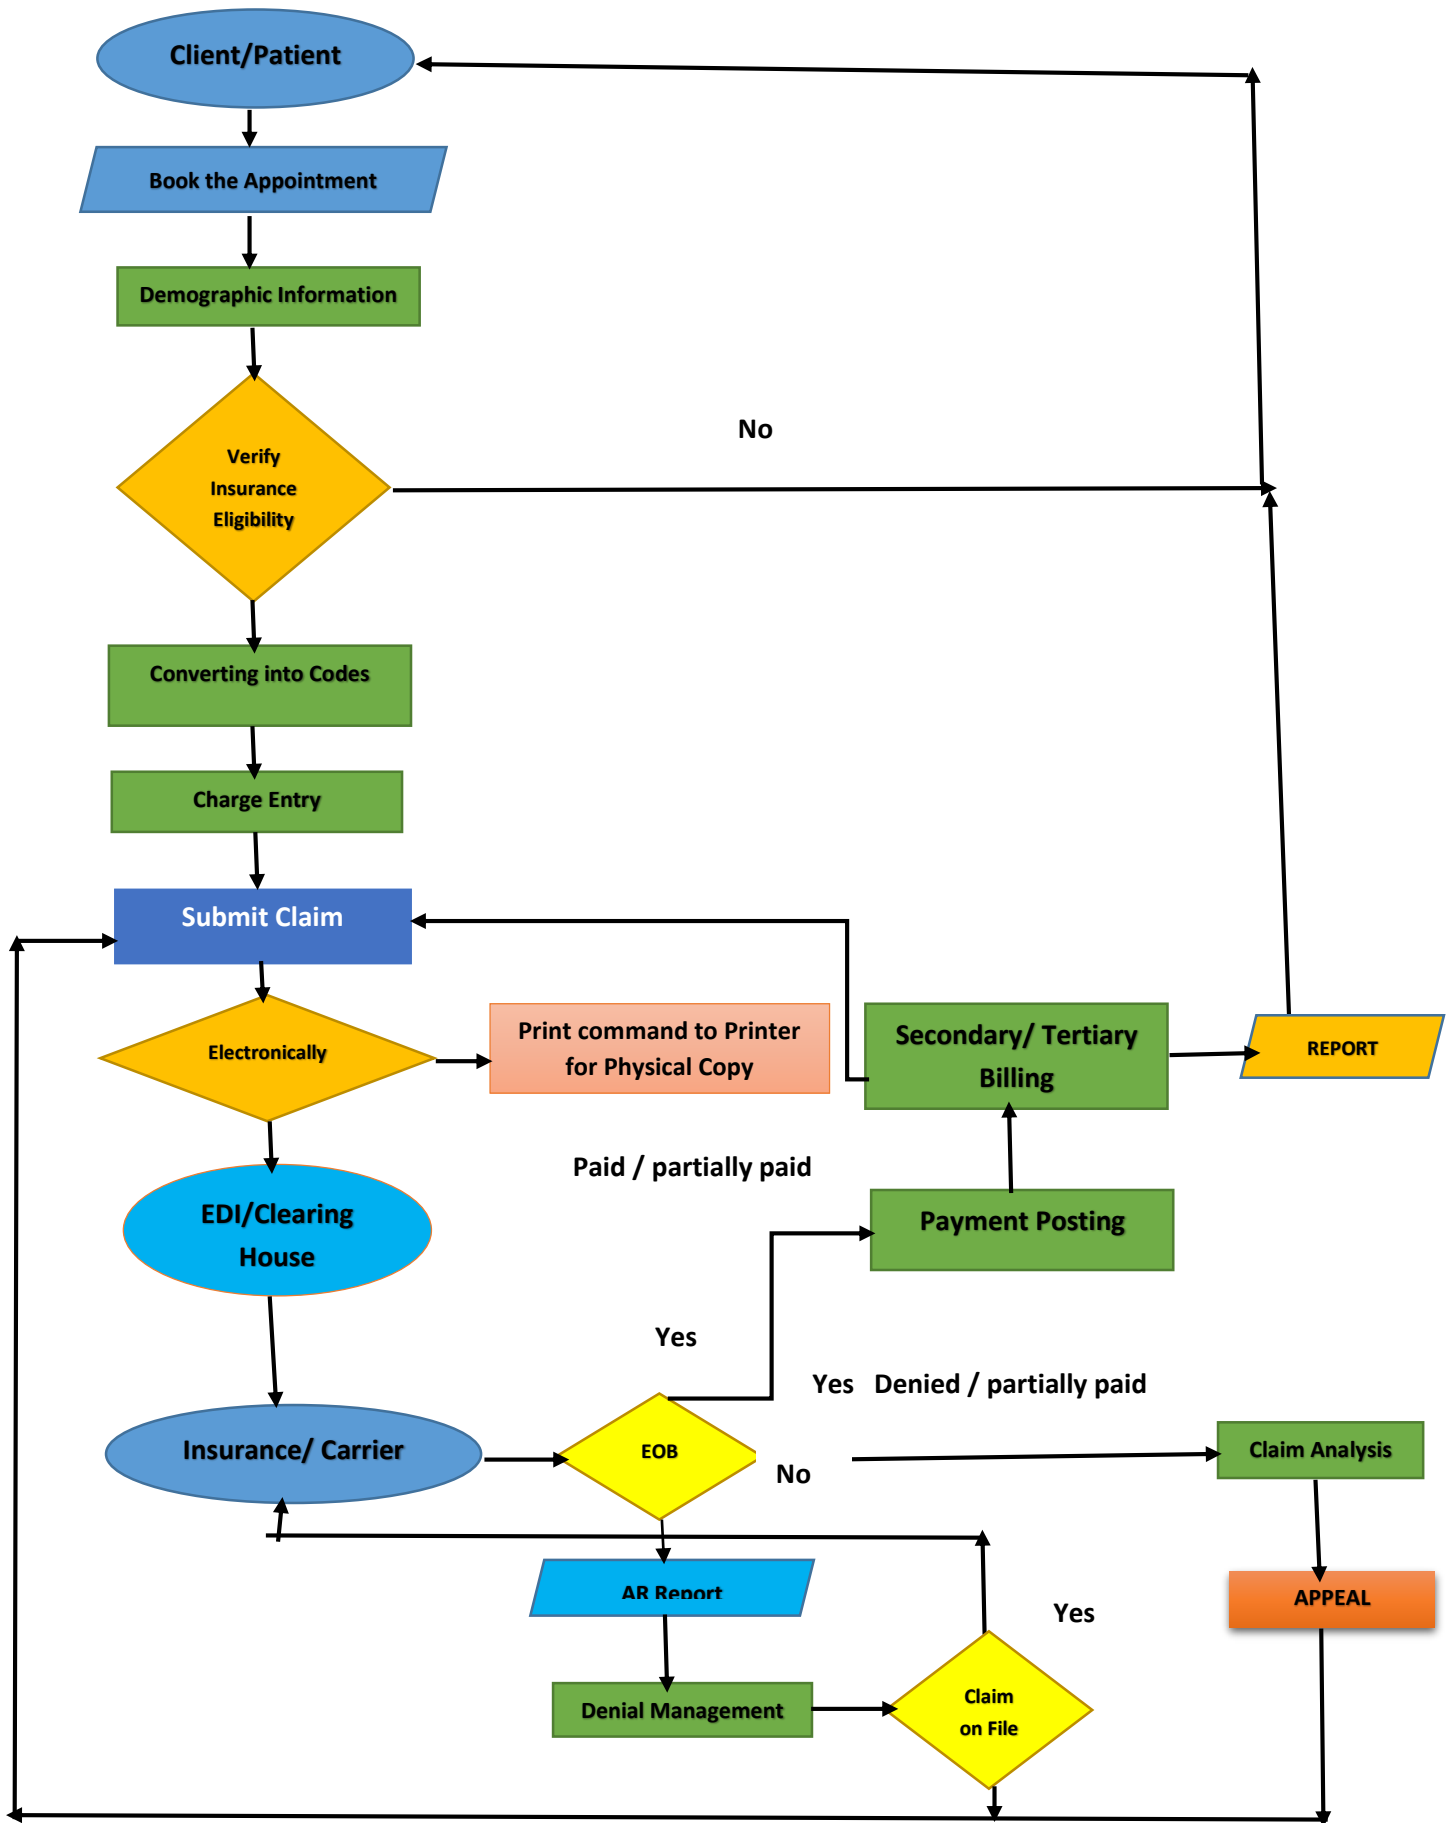 Client/Patient
Book the Appointment
Demographic Information
No
Verify
Insurance
Eligibility
Converting into Codes
Charge Entry
Submit Claim
Electronically
Print command to Printer
for Physical Copy
Secondary/ Tertiary
Billing
REPORT
Paid / partially paid
EDI/Clearing
House
Payment Posting
Yes
Yes Denied / partially paid
Insurance/ Carrier
EOB
No
Claim Analysis
AR Report
Yes
APPEAL
Denial Management
Claim
on File